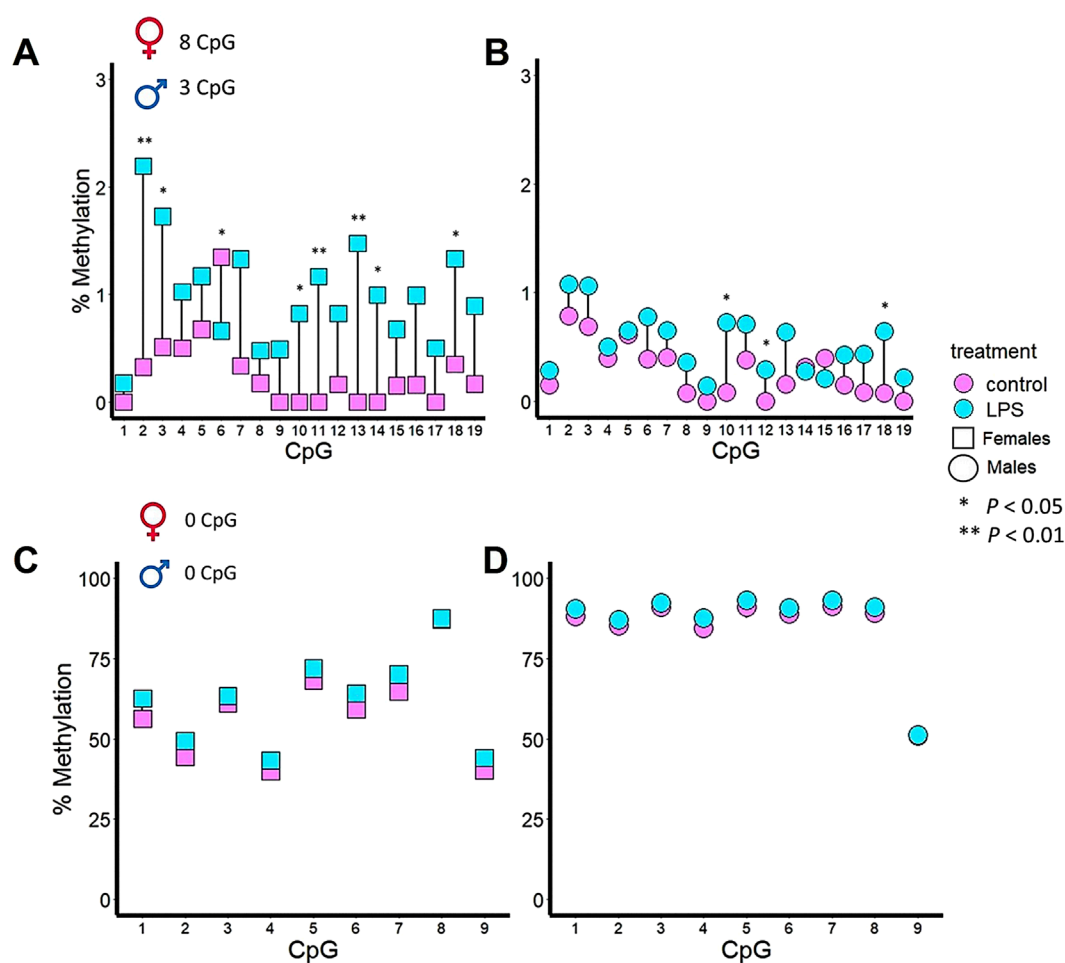 A
8 CpG
3 CpG
3
2
1
0
% Methylation
** * * * ** ** * *
1 2 3 4 5 6 7 8 9 10 11 12 13 14 15 16 17 18 19
CpG
B
3
2
1
0
* * *
1 2 3 4 5 6 7 8 9 10 11 12 13 14 15 16 17 18 19
CpG
treatment
control
LPS
Females
Males
* P < 0.05
** P < 0.01
C
0 CpG
0 CpG
100
75
50
25
0
% Methylation
1 2 3 4 5 6 7 8 9
CpG
D
100
75
50
25
0
1 2 3 4 5 6 7 8 9
CpG